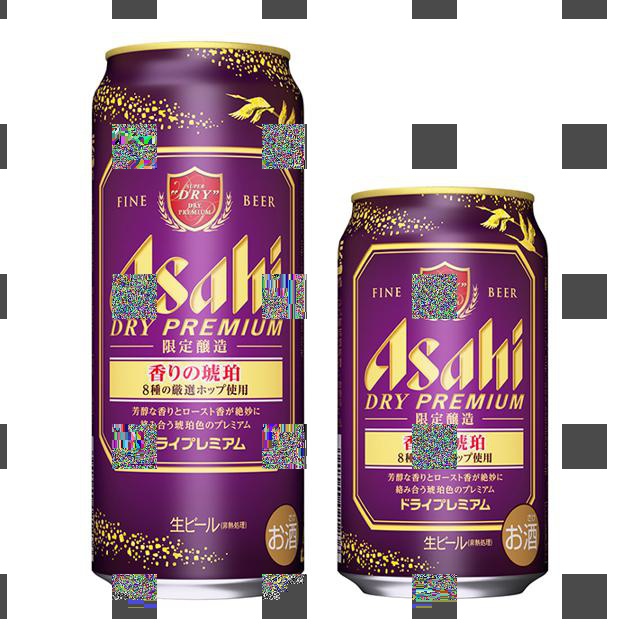 SUPER
"DRY"
DRY
PREMIUM
FINE BEER
Asahi
DRY PREMIUM
限定醸造
香りの琥珀
8種の厳選ホップ使用
芳醇な香りとロースト香が絶妙に
み合う琥珀色のプレミアム
ライプレミアム
生ビール(非熱処理)
お酒
FINE BEER
Asahi
DRY PREMIUM
限定醸造
香 琥珀
8種 ップ使用
芳醇な香りとロースト香が絶妙に
絡み合う琥珀色のプレミアム
ドライプレミアム
生ビール(非熱処理)
お酒